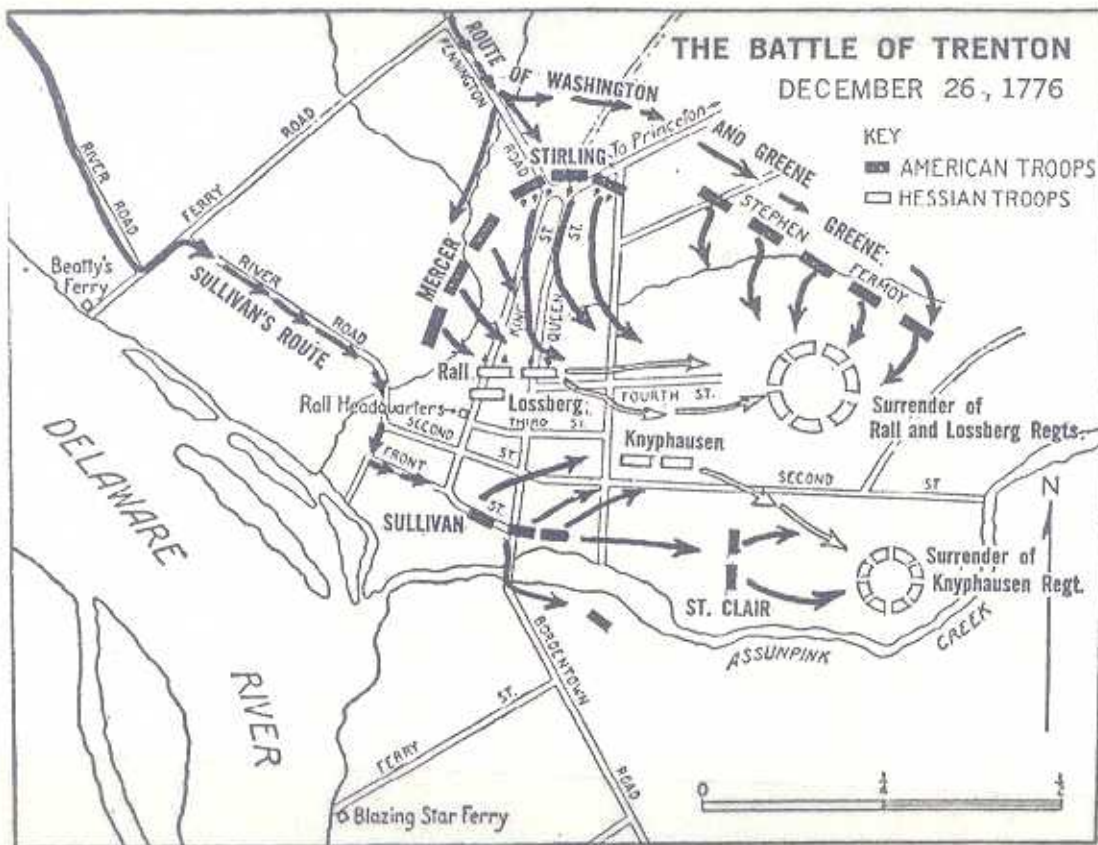 THE BATTLE OF TRENTON
DECEMBER 26, 1776
KEY
AMERICAN TROOPS
HESSIAN TROOPS
ROUTE OF WASHINGTON
AND GREENE
PENNINGTON
ROAD
To Princeton
STIRLING
GREENE:
STEPHEN
FERMOY
MERCER
RIVER
ROAD
FERRY
ROAD
Beatty's
Ferry
RIVER
ROAD
SULLIVAN'S ROUTE
KING
ST.
QUEEN
ST.
Rall
Lossberg
Rall Headquarters
FOURTH ST.
THIRD ST.
SECOND
ST.
SECOND
ST
Knyphausen
Surrender of
Rall and Lossberg Regts.
FRONT
ST.
SULLIVAN
ST. CLAIR
Surrender of
Knyphausen Regt.
N
ASSUNPINK
CREEK
DELAWARE
RIVER
BORDENTOWN
ROAD
FERRY
ST.
Blazing Star Ferry
0
¼
½